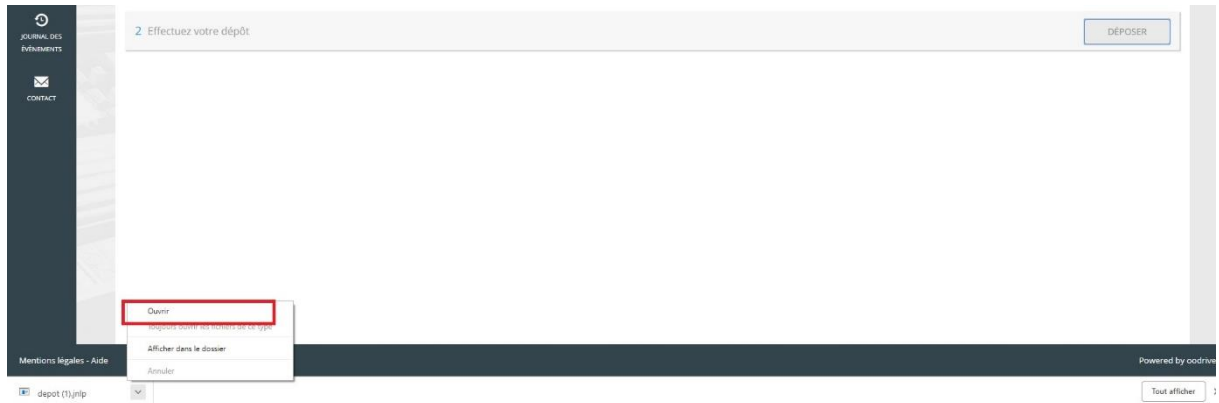 JOURNAL DES
ÉVÈNEMENTS
CONTACT
2 Effectuez votre dépôt
DÉPOSER
Ouvrir
Toujours ouvrir les fichiers de ce type
Afficher dans le dossier
Annuler
Mentions légales - Aide
Powered by oodrive
depot (1).jnlp
Tout afficher